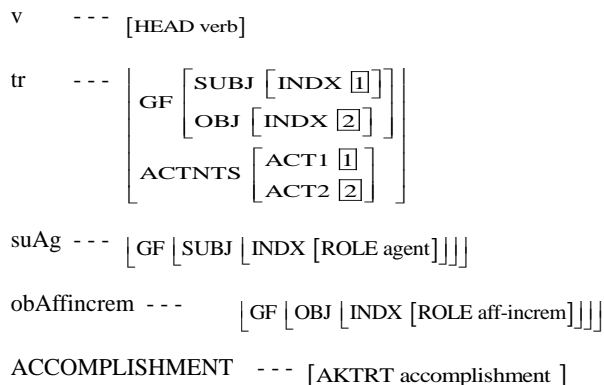 v - - - [HEAD verb]
tr - - - [GF [SUBJ [INDX [1]]
OBJ [INDX [2]]]
ACTNTS [ACT1 [1]
ACT2 [2]]]
suAg - - - ⌊GF ⌊SUBJ ⌊INDX [ROLE agent]⌋⌋⌋
obAffincrem - - - ⌊GF ⌊OBJ ⌊INDX [ROLE aff-increm]⌋⌋⌋
ACCOMPLISHMENT - - - [AKTRT accomplishment ]